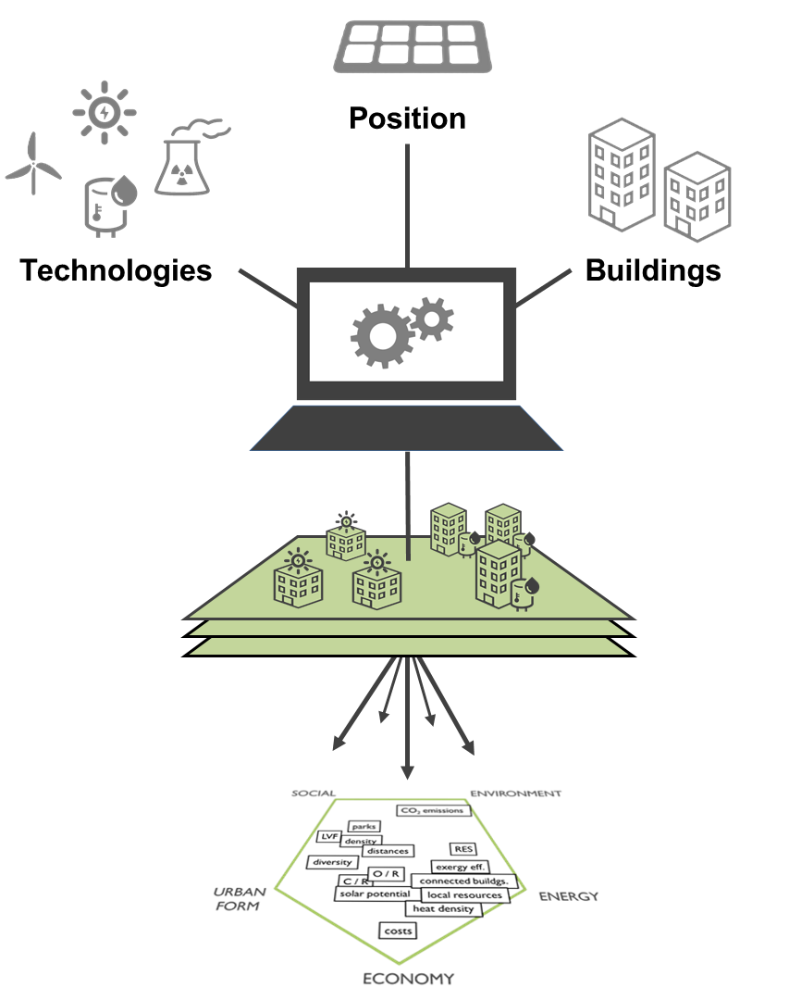 Position
Technologies
Buildings
SOCIAL
ENVIRONMENT
CO₂ emissions
parks
LVF
density
distances
RES
diversity
exergy eff.
O / R
C / R
connected buildgs.
solar potential
local resources
heat density
URBAN
FORM
ENERGY
costs
ECONOMY